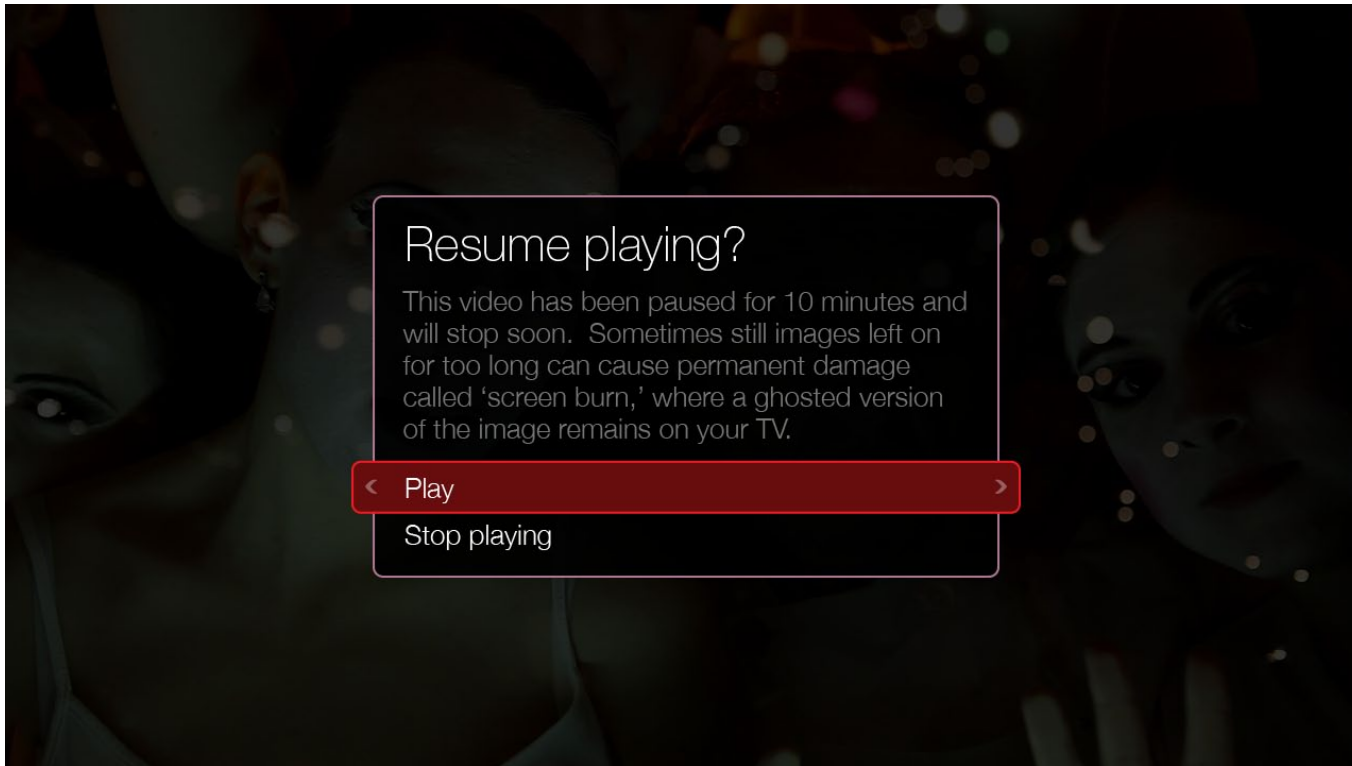 Resume playing?
This video has been paused for 10 minutes and
will stop soon.  Sometimes still images left on
for too long can cause permanent damage
called ‘screen burn,’ where a ghosted version
of the image remains on your TV.
Play
Stop playing